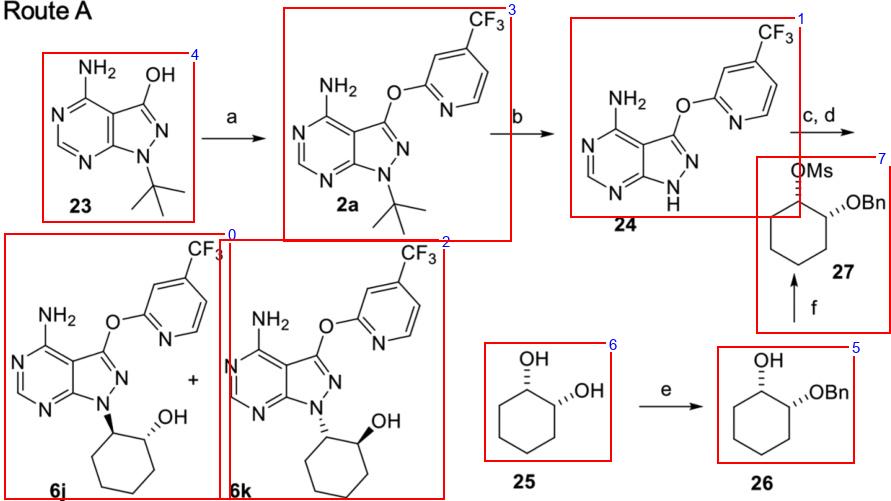 Route A
4
NH2
OH
N
N
N
N
23
a
3
CF3
NH2
O
N
N
N
N
N
2a
b
1
CF3
NH2
O
N
N
N
N
N
H
24
c, d
7
OMs
OBn
27
f
0
CF3
NH2
O
N
N
N
N
N
OH
6j
+
2
CF3
NH2
O
N
N
N
N
N
OH
6k
6
OH
OH
25
e
5
OH
OBn
26